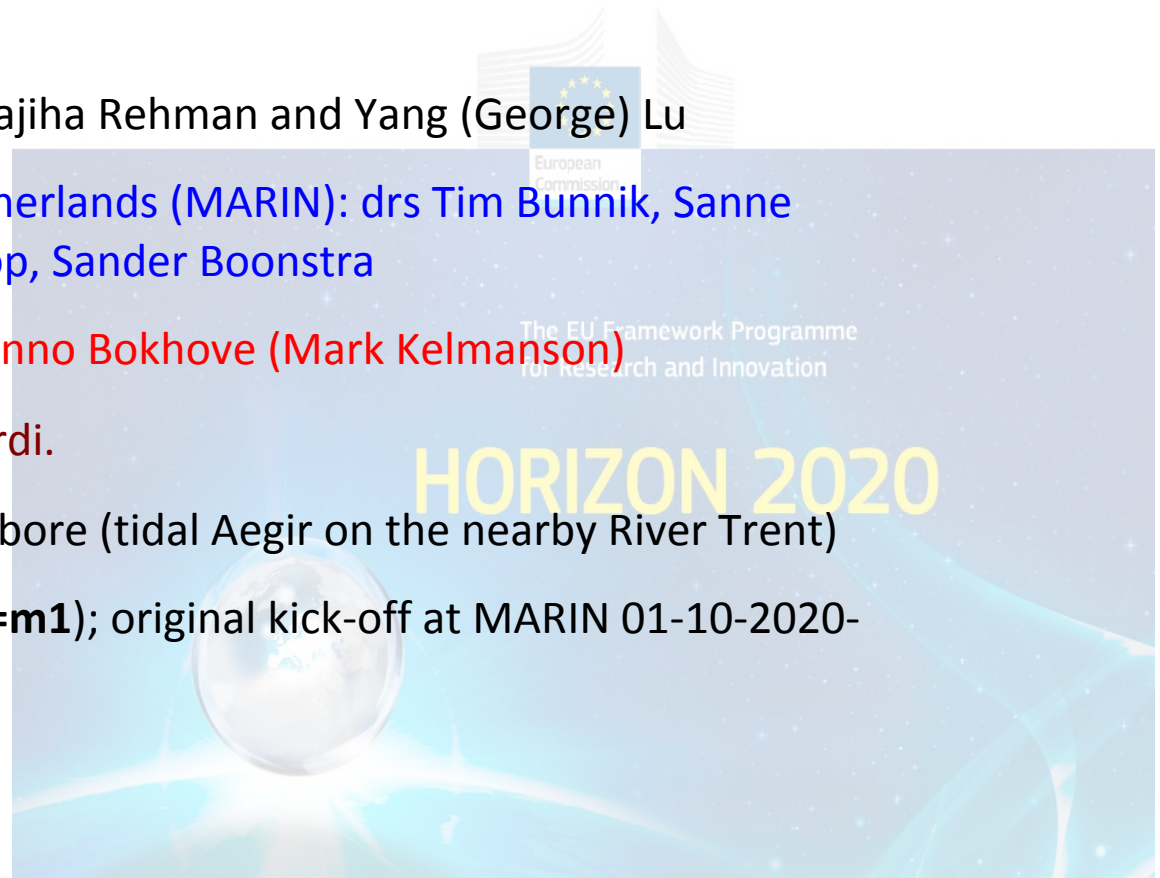 ajiha Rehman and Yang (George) Lu
European
Commission
herlands (MARIN): drs Tim Bunnik, Sanne
op, Sander Boonstra
The EU Framework Programme
nno Bokhove (Mark Kelmanson)
for Research and Innovation
rdi.
HORIZON 2020
bore (tidal Aegir on the nearby River Trent)
=m1); original kick-off at MARIN 01-10-2020-